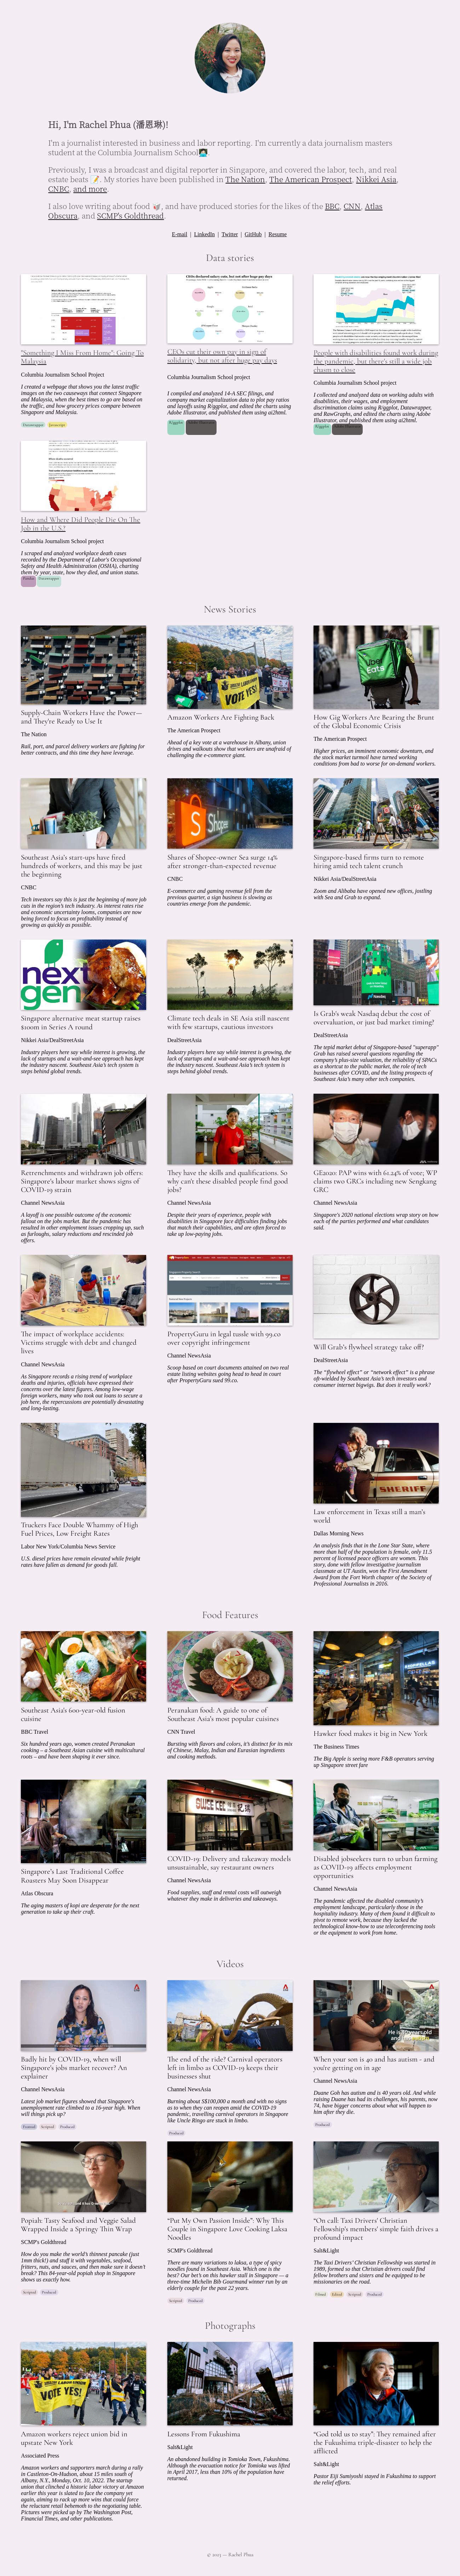 Hi, I'm Rachel Phua (潘恩琳)!
I'm a journalist interested in business and labor reporting. I'm currently a data journalism masters
student at the Columbia Journalism School
Previously, I was a broadcast and digital reporter in Singapore, and covered the labor, tech, and real
estate beats 📝. My stories have been published in The Nation, The American Prospect, Nikkei Asia,
CNBC, and more.
I also love writing about food 🥡, and have produced stories for the likes of the BBC, CNN, Atlas
Obscura, and SCMP's Goldthread.
E-mail | LinkedIn | Twitter | GitHub | Resume
Data stories
"Something I Miss From Home": Going To
Malaysia
Columbia Journalism School Project
I created a webpage that updates on the latest traffic
images on the two causeways that connect Singapore
and Malaysia, when the best times to go are based on
the traffic, and how grocery prices compare between
Singapore and Malaysia.
Datawrapper Javascript
CEOs cut their own pay in sign of
solidarity, but not after huge pay days
Columbia Journalism School project
I compiled and analyzed 14A SEC filings, and
company market capitalization data to plot pay ratios
and layoffs using R/ggplot, and edited the charts using
Adobe Illustrator, and published them using ai2html.
R/ggplot Adobe Illustrator
People with disabilities found work during
the pandemic, but there's still a wide job
chasm to close
Columbia Journalism School project
I collected and analyzed data on working adults with
disabilities, their wages, and employment
discrimination claims using R/ggplot, Datawrapper,
and RawGraphs, and edited the charts using Adobe
Illustrator, and published them using ai2html.
R/ggplot Adobe Illustrator
How and Where Did People Die On The
Job in the U.S.?
Columbia Journalism School project
I scraped and analyzed workplace death cases
recorded by the Department of Labor's Occupational
Safety and Health Administration (OSHA), charting
them by year, state, how they died, and union status.
Pandas Datawrapper
News Stories
Supply-Chain Workers Have the Power—
and They're Ready to Use It
The Nation
Rail, port, and parcel delivery workers are fighting for
better contracts, and this time they have leverage.
VOTE YES!
Amazon Workers Are Fighting Back
The American Prospect
Ahead of a key vote at a warehouse in Albany, union
drives and walkouts show that workers are unafraid of
challenging the e-commerce giant.
Uber
Eats
How Gig Workers Are Bearing the Brunt
of the Global Economic Crisis
The American Prospect
Higher prices, an imminent economic downturn, and
the stock market turmoil have turned working
conditions from bad to worse for on-demand workers.
Southeast Asia's start-ups have fired
hundreds of workers, and this may be just
the beginning
CNBC
Tech investors say this is just the beginning of more job
cuts in the region's tech industry. As interest rates rise
and economic uncertainty looms, companies are now
being forced to focus on profitability instead of
growing as quickly as possible.
Shopee
Shares of Shopee-owner Sea surge 14%
after stronger-than-expected revenue
CNBC
E-commerce and gaming revenue fell from the
previous quarter, a sign business is slowing as
countries emerge from the pandemic.
Singapore-based firms turn to remote
hiring amid tech talent crunch
Nikkei Asia/DealStreetAsia
Zoom and Alibaba have opened new offices, jostling
with Sea and Grab to expand.
next
gen
Singapore alternative meat startup raises
$100m in Series A round
Nikkei Asia/DealStreetAsia
Industry players here say while interest is growing, the
lack of startups and a wait-and-see approach has kept
the industry nascent. Southeast Asia's tech system is
steps behind global trends.
Climate tech deals in SE Asia still nascent
with few startups, cautious investors
DealStreetAsia
Industry players here say while interest is growing, the
lack of startups and a wait-and-see approach has kept
the industry nascent. Southeast Asia's tech system is
steps behind global trends.
Is Grab's weak Nasdaq debut the cost of
overvaluation, or just bad market timing?
DealStreetAsia
The tepid market debut of Singapore-based "superapp"
Grab has raised several questions regarding the
company's plus-size valuation, the reliability of SPACs
as a shortcut to the public market, the role of tech
businesses after COVID, and the listing prospects of
Southeast Asia's many other tech companies.
Retrenchments and withdrawn job offers:
Singapore's labour market shows signs of
COVID-19 strain
Channel NewsAsia
A layoff is one possible outcome of the economic
fallout on the jobs market. But the pandemic has
resulted in other employment issues cropping up, such
as furloughs, salary reductions and rescinded job
offers.
They have the skills and qualifications. So
why can't these disabled people find good
jobs?
Channel NewsAsia
Despite their years of experience, people with
disabilities in Singapore face difficulties finding jobs
that match their capabilities, and are often forced to
take up low-paying jobs.
GE2020: PAP wins with 61.24% of vote; WP
claims two GRCs including new Sengkang
GRC
Channel NewsAsia
Singapore's 2020 national elections wrap story on how
each of the parties performed and what candidates
said.
The impact of workplace accidents:
Victims struggle with debt and changed
lives
Channel NewsAsia
As Singapore records a rising trend of workplace
deaths and injuries, officials have expressed their
concerns over the latest figures. Among low-wage
foreign workers, many who took out loans to secure a
job here, the repercussions are potentially devastating
and long-lasting.
PropertyGuru in legal tussle with 99.co
over copyright infringement
Channel NewsAsia
Scoop based on court documents attained on two real
estate listing websites going head to head in court
after PropertyGuru sued 99.co.
Will Grab's flywheel strategy take off?
DealStreetAsia
The "flywheel effect" or "network effect" is a phrase
oft-wielded by Southeast Asia's tech investors and
consumer internet bigwigs. But does it really work?
Truckers Face Double Whammy of High
Fuel Prices, Low Freight Rates
Labor New York/Columbia News Service
U.S. diesel prices have remain elevated while freight
rates have fallen as demand for goods fall.
SHERIFF
Law enforcement in Texas still a man's
world
Dallas Morning News
An analysis finds that in the Lone Star State, where
more than half of the population is female, only 11.5
percent of licensed peace officers are women. This
story, done with fellow investigative journalism
classmate at UT Austin, won the First Amendment
Award from the Fort Worth chapter of the Society of
Professional Journalists in 2016.
Food Features
Southeast Asia's 600-year-old fusion
cuisine
BBC Travel
Six hundred years ago, women created Peranakan
cooking – a Southeast Asian cuisine with multicultural
roots – and have been shaping it ever since.
Peranakan food: A guide to one of
Southeast Asia's most popular cuisines
CNN Travel
Bursting with flavors and colors, it's distinct for its mix
of Chinese, Malay, Indian and Eurasian ingredients
and cooking methods.
Hawker food makes it big in New York
The Business Times
The Big Apple is seeing more F&B operators serving
up Singapore street fare
Singapore's Last Traditional Coffee
Roasters May Soon Disappear
Atlas Obscura
The aging masters of kopi are desperate for the next
generation to take up their craft.
COVID-19: Delivery and takeaway models
unsustainable, say restaurant owners
Channel NewsAsia
Food supplies, staff and rental costs will outweigh
whatever they make in deliveries and takeaways.
Disabled jobseekers turn to urban farming
as COVID-19 affects employment
opportunities
Channel NewsAsia
The pandemic affected the disabled community's
employment landscape, particularly those in the
hospitality industry. Many of them found it difficult to
pivot to remote work, because they lacked the
technological know-how to use teleconferencing tools
or the equipment to work from home.
Videos
Badly hit by COVID-19, when will
Singapore's jobs market recover? An
explainer
Channel NewsAsia
Latest job market figures showed that Singapore's
unemployment rate climbed to a 16-year high. When
will things pick up?
Fronted Scripted Produced
The end of the ride? Carnival operators
left in limbo as COVID-19 keeps their
businesses shut
Channel NewsAsia
Burning about S$100,000 a month and with no signs
as to when they can reopen amid the COVID-19
pandemic, travelling carnival operators in Singapore
like Uncle Ringo are stuck in limbo.
Produced
When your son is 40 and has autism - and
you're getting on in age
Channel NewsAsia
Duane Goh has autism and is 40 years old. And while
raising Duane has had its challenges, his parents, now
74, have bigger concerns about what will happen to
him after they die.
Produced
Popiah: Tasty Seafood and Veggie Salad
Wrapped Inside a Springy Thin Wrap
SCMP's Goldthread
How do you make the world's thinnest pancake (just
1mm thick!) and stuff it with vegetables, seafood,
fritters, nuts, and sauces, and then make sure it doesn't
break? This 84-year-old popiah shop in Singapore
shows us exactly how.
Scripted Produced
"Put My Own Passion Inside": Why This
Couple in Singapore Love Cooking Laksa
Noodles
SCMP's Goldthread
There are many variations to laksa, a type of spicy
noodles found in Southeast Asia. Which one is the
best? Our bet's on this hawker stall in Singapore — a
three-time Michelin Bib Gourmand winner run by an
elderly couple for the past 22 years.
Scripted Produced
"On call: Taxi Drivers' Christian
Fellowship's members' simple faith drives a
profound impact
Salt&Light
The Taxi Drivers' Christian Fellowship was started in
1989, formed so that Christian drivers could find
fellow brothers and sisters and be equipped to be
missionaries on the road.
Filmed Edited Scripted Produced
Photographs
VOTE YES!
Amazon workers reject union bid in
upstate New York
Associated Press
Amazon workers and supporters march during a rally
in Castleton-On-Hudson, about 15 miles south of
Albany, N.Y., Monday, Oct. 10, 2022. The startup
union that clinched a historic labor victory at Amazon
earlier this year is slated to face the company yet
again, aiming to rack up more wins that could force
the reluctant retail behemoth to the negotiating table.
Pictures were picked up by The Washington Post,
Financial Times, and other publications.
Lessons From Fukushima
Salt&Light
An abandoned building in Tomioka Town, Fukushima.
Although the evacuation notice for Tomioka was lifted
in April 2017, less than 10% of the population have
returned.
"God told us to stay": They remained after
the Fukushima triple-disaster to help the
afflicted
Salt&Light
Pastor Eiji Sumiyoshi stayed in Fukushima to support
the relief efforts.
© 2023 — Rachel Phua